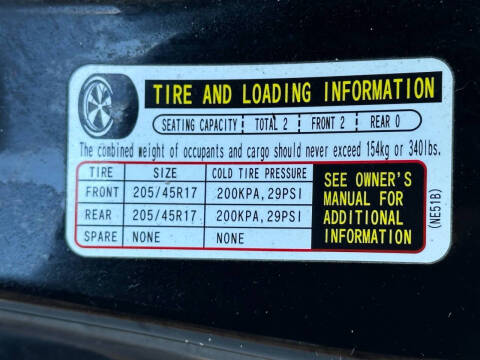 TIRE AND LOADING INFORMATION
SEATING CAPACITY TOTAL 2 FRONT 2 REAR 0
The combined weight of occupants and cargo should never exceed 154kg or 340lbs.
TIRE SIZE COLD TIRE PRESSURE
FRONT 205/45R17 200KPA, 29PSI
REAR 205/45R17 200KPA, 29PSI
SPARE NONE NONE
SEE OWNER'S
MANUAL FOR
ADDITIONAL
INFORMATION
(NE51B)